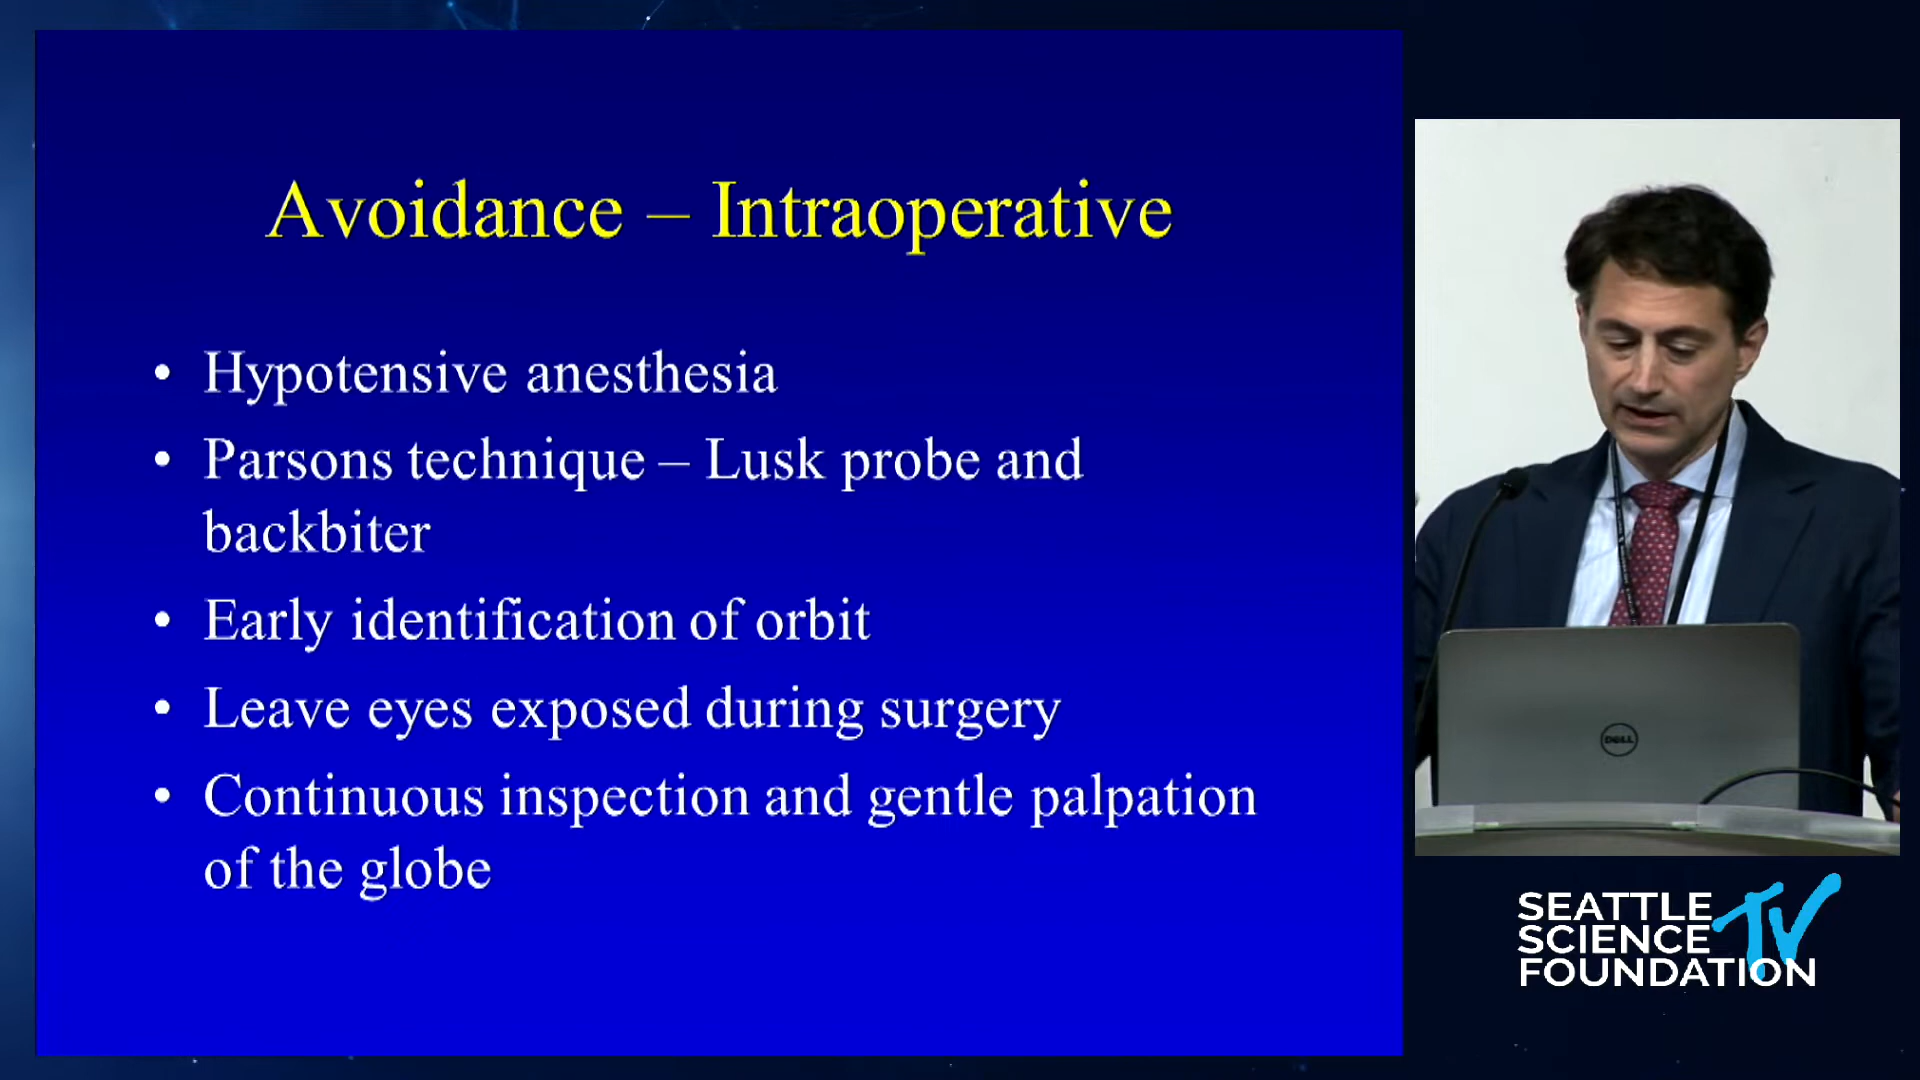 Avoidance – Intraoperative
• Hypotensive anesthesia
• Parsons technique – Lusk probe and
backbiter
• Early identification of orbit
• Leave eyes exposed during surgery
• Continuous inspection and gentle palpation
of the globe
DELL
SEATTLE
SCIENCE
FOUNDATION
TV